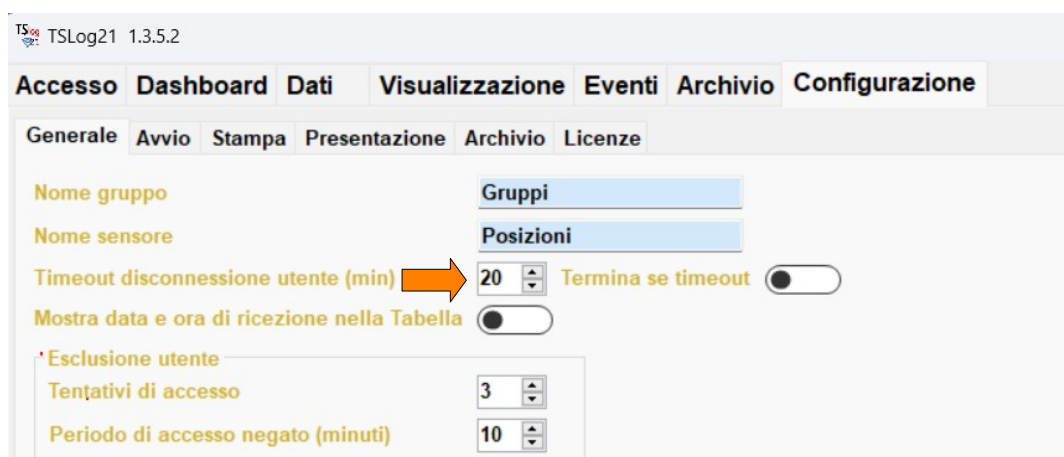 TSLog21 1.3.5.2
Accesso Dashboard Dati Visualizzazione Eventi Archivio Configurazione
Generale Avvio Stampa Presentazione Archivio Licenze
Nome gruppo Gruppi
Nome sensore Posizioni
Timeout disconnessione utente (min) 20 Termina se timeout
Mostra data e ora di ricezione nella Tabella
Esclusione utente
Tentativi di accesso 3
Periodo di accesso negato (minuti) 10